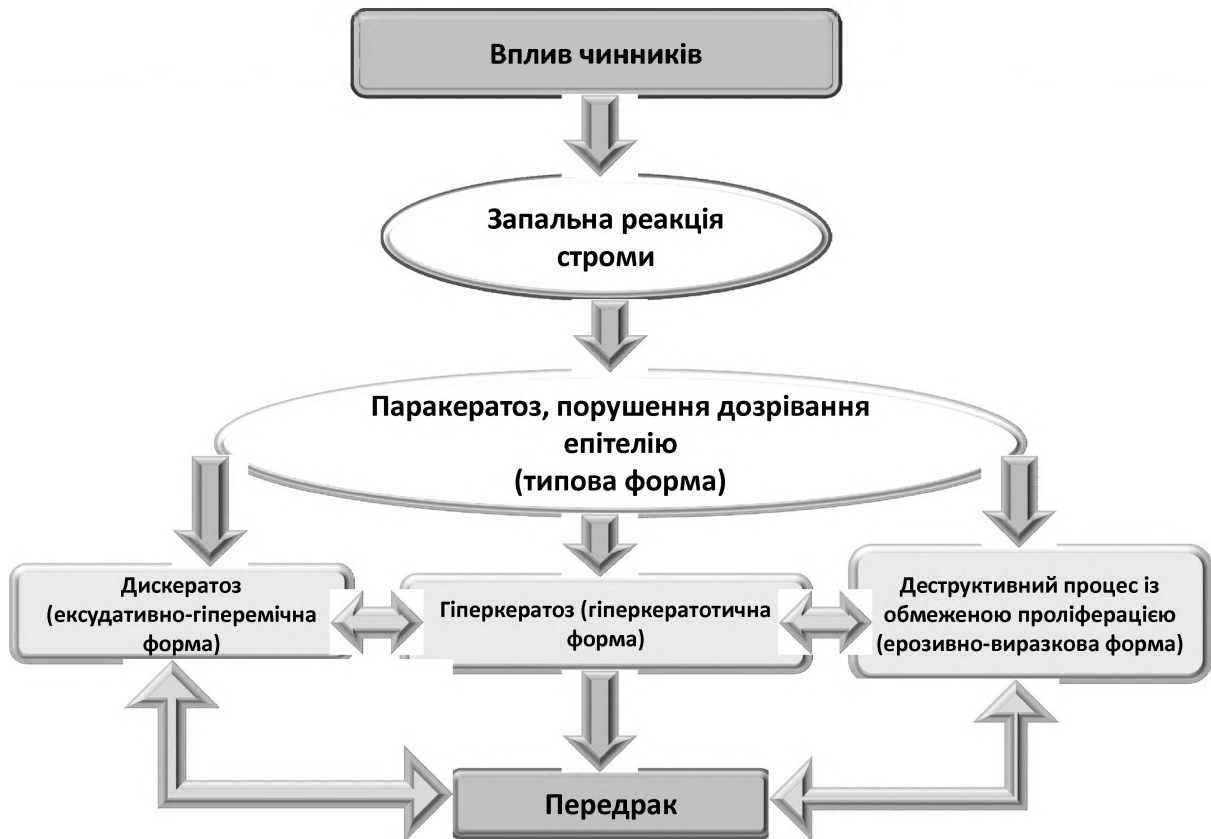 Вплив чинників
Запальна реакція
строми
Паракератоз, порушення дозрівання
епітелію
(типова форма)
Дискератоз
(ексудативно-гіперемічна
форма)
Гіперкератоз (гіперкератотична
форма)
Деструктивний процес із
обмеженою проліферацією
(ерозивно-виразкова форма)
Передрак